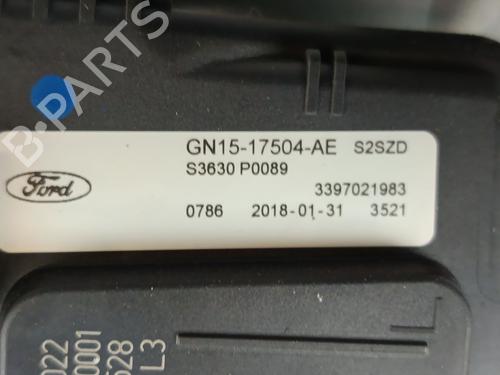 B-PARTS
GN15-17504-AE S2SZD
S3630 P0089
Ford
3397021983
0786 2018-01-31 3521
L3